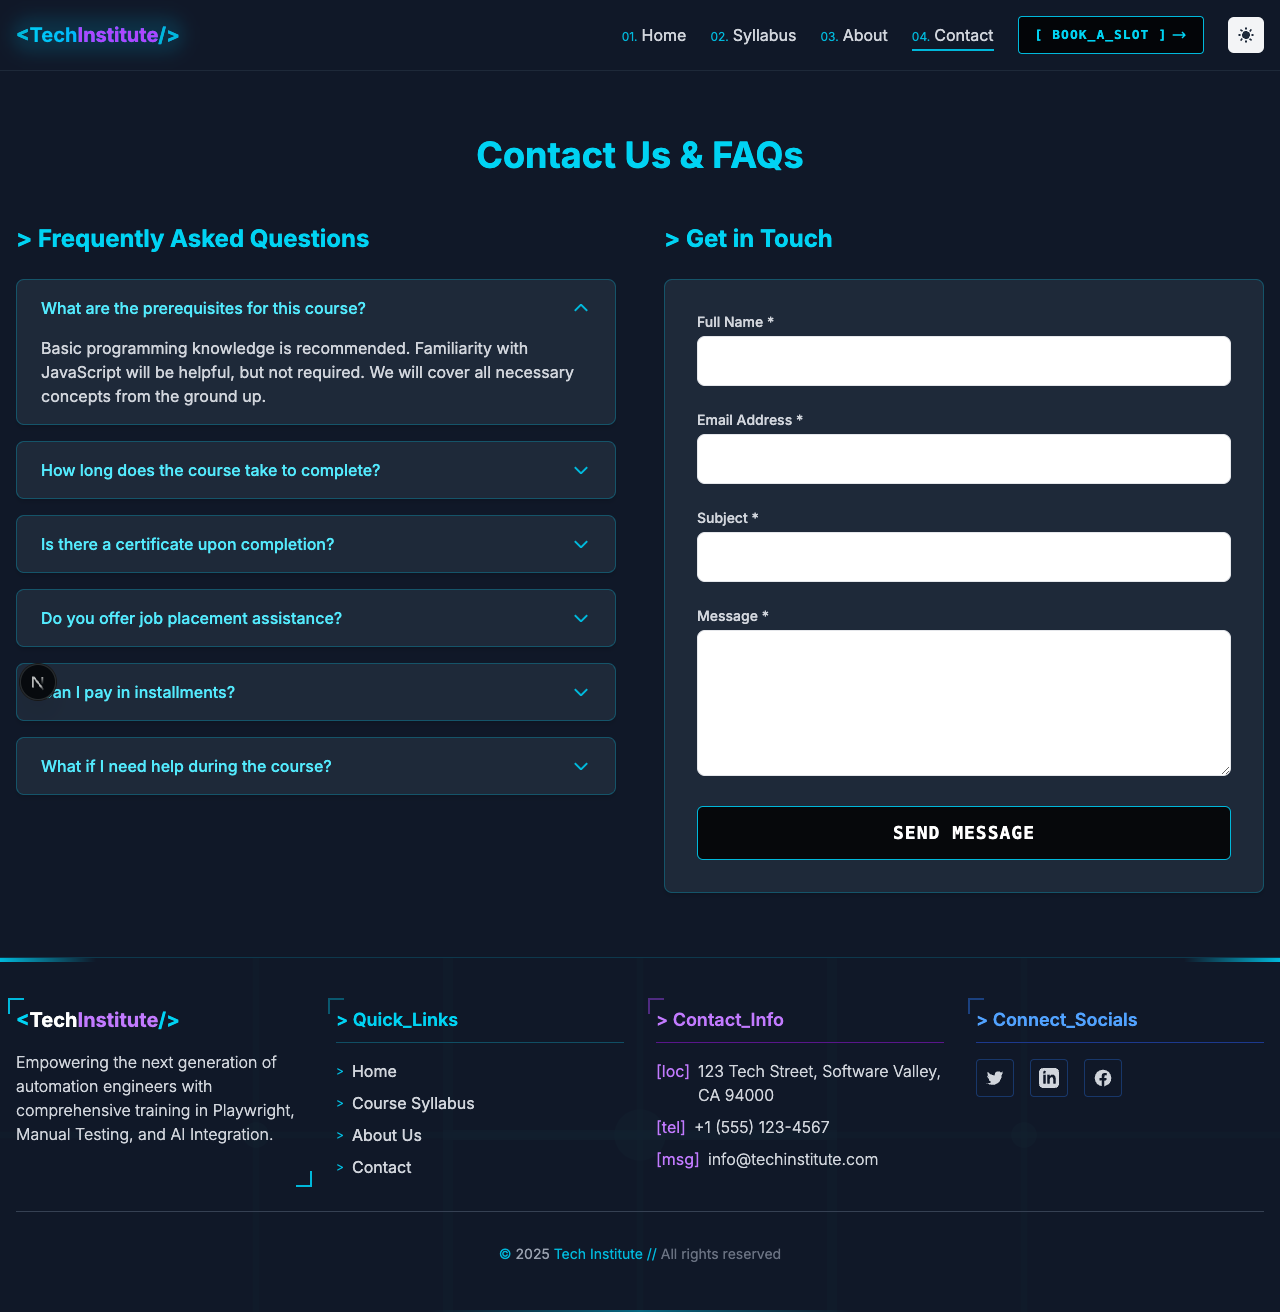 <TechInstitute/>
01. Home
02. Syllabus
03. About
04. Contact
[ BOOK_A_SLOT ] →
Contact Us & FAQs
> Frequently Asked Questions
What are the prerequisites for this course?
Basic programming knowledge is recommended. Familiarity with
JavaScript will be helpful, but not required. We will cover all necessary
concepts from the ground up.
How long does the course take to complete?
Is there a certificate upon completion?
Do you offer job placement assistance?
N
an I pay in installments?
What if I need help during the course?
> Get in Touch
Full Name *
Email Address *
Subject *
Message *
SEND MESSAGE
<TechInstitute/>
Empowering the next generation of
automation engineers with
comprehensive training in Playwright,
Manual Testing, and AI Integration.
> Quick_Links
> Home
> Course Syllabus
> About Us
> Contact
> Contact_Info
[loc] 123 Tech Street, Software Valley,
CA 94000
[tel] +1 (555) 123-4567
[msg] info@techinstitute.com
> Connect_Socials
in
© 2025 Tech Institute // All rights reserved